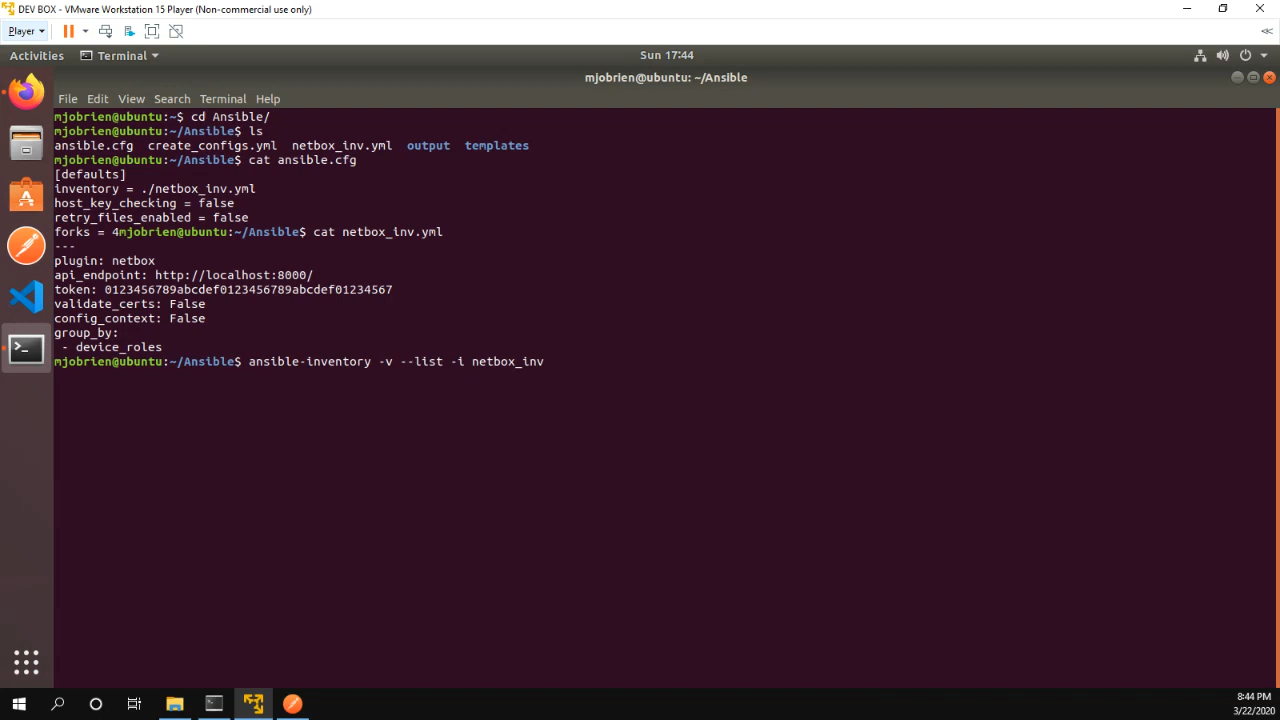 DEV BOX - VMware Workstation 15 Player (Non-commercial use only)
Player
Activities Terminal Sun 17:44
mjobrien@ubuntu: ~/Ansible
File Edit View Search Terminal Help
mjobrien@ubuntu:~$ cd Ansible/
mjobrien@ubuntu:~/Ansible$ ls
ansible.cfg create_configs.yml netbox_inv.yml output templates
mjobrien@ubuntu:~/Ansible$ cat ansible.cfg
[defaults]
inventory = ./netbox_inv.yml
host_key_checking = false
retry_files_enabled = false
forks = 4mjobrien@ubuntu:~/Ansible$ cat netbox_inv.yml
---
plugin: netbox
api_endpoint: http://localhost:8000/
token: 0123456789abcdef0123456789abcdef01234567
validate_certs: False
config_context: False
group_by:
- device_roles
mjobrien@ubuntu:~/Ansible$ ansible-inventory -v --list -i netbox_inv
8:44 PM
3/22/2020